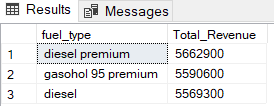 Results Messages
fuel_type Total_Revenue
1 diesel premium 5662900
2 gasohol 95 premium 5590600
3 diesel 5569300